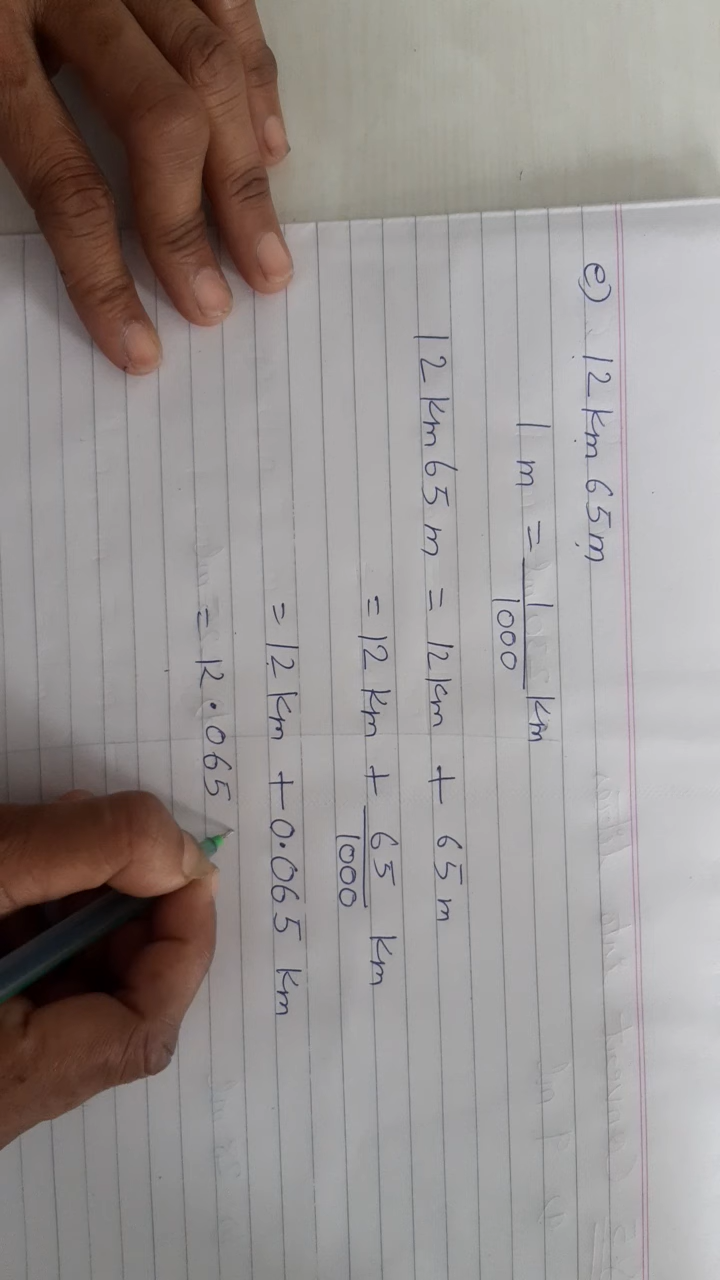 e) 12 km 65 m
1 m = 1/1000 km
12 km 65 m = 12 km + 65 m
= 12 km + 65/1000 km
= 12 km + 0.065 km
= 12.065